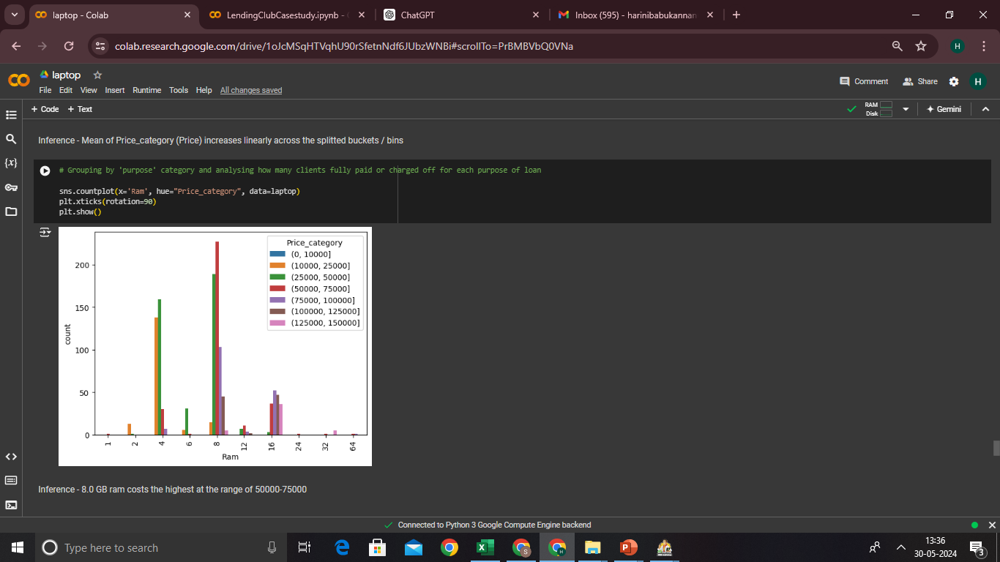 laptop - Colab
LendingClubCasestudy.ipynb -
ChatGPT
Inbox (595) - harinibabukannan
colab.research.google.com/drive/1oJcMSqHTVqhU90rSfetnNdf6JUbzWNBi#scrollTo=PrBMBVbQ0VNa
H
laptop
Comment
Share
H
File Edit View Insert Runtime Tools Help All changes saved
+ Code + Text
RAM
Disk
Gemini
Inference - Mean of Price_category (Price) increases linearly across the splitted buckets / bins
# Grouping by 'purpose' category and analysing how many clients fully paid or charged off for each purpose of loan
sns.countplot(x='Ram', hue="Price_category", data=laptop)
plt.xticks(rotation=90)
plt.show()
Price_category
(0, 10000]
(10000, 25000]
(25000, 50000]
(50000, 75000]
(75000, 100000]
(100000, 125000]
(125000, 150000]
200
150
100
50
0
count
1 2 4 6 8 12 16 24 32 64
Ram
Inference - 8.0 GB ram costs the highest at the range of 50000-75000
Connected to Python 3 Google Compute Engine backend
Type here to search
13:36
30-05-2024
3